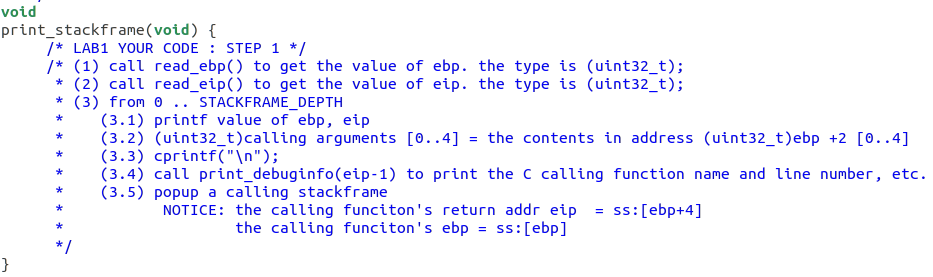 void
print_stackframe(void) {
/* LAB1 YOUR CODE : STEP 1 */
/* (1) call read_ebp() to get the value of ebp. the type is (uint32_t);
* (2) call read_eip() to get the value of eip. the type is (uint32_t);
* (3) from 0 .. STACKFRAME_DEPTH
* (3.1) printf value of ebp, eip
* (3.2) (uint32_t)calling arguments [0..4] = the contents in address (uint32_t)ebp +2 [0..4]
* (3.3) cprintf("\n");
* (3.4) call print_debuginfo(eip-1) to print the C calling function name and line number, etc.
* (3.5) popup a calling stackframe
* NOTICE: the calling funciton's return addr eip  = ss:[ebp+4]
* the calling funciton's ebp = ss:[ebp]
*/
}